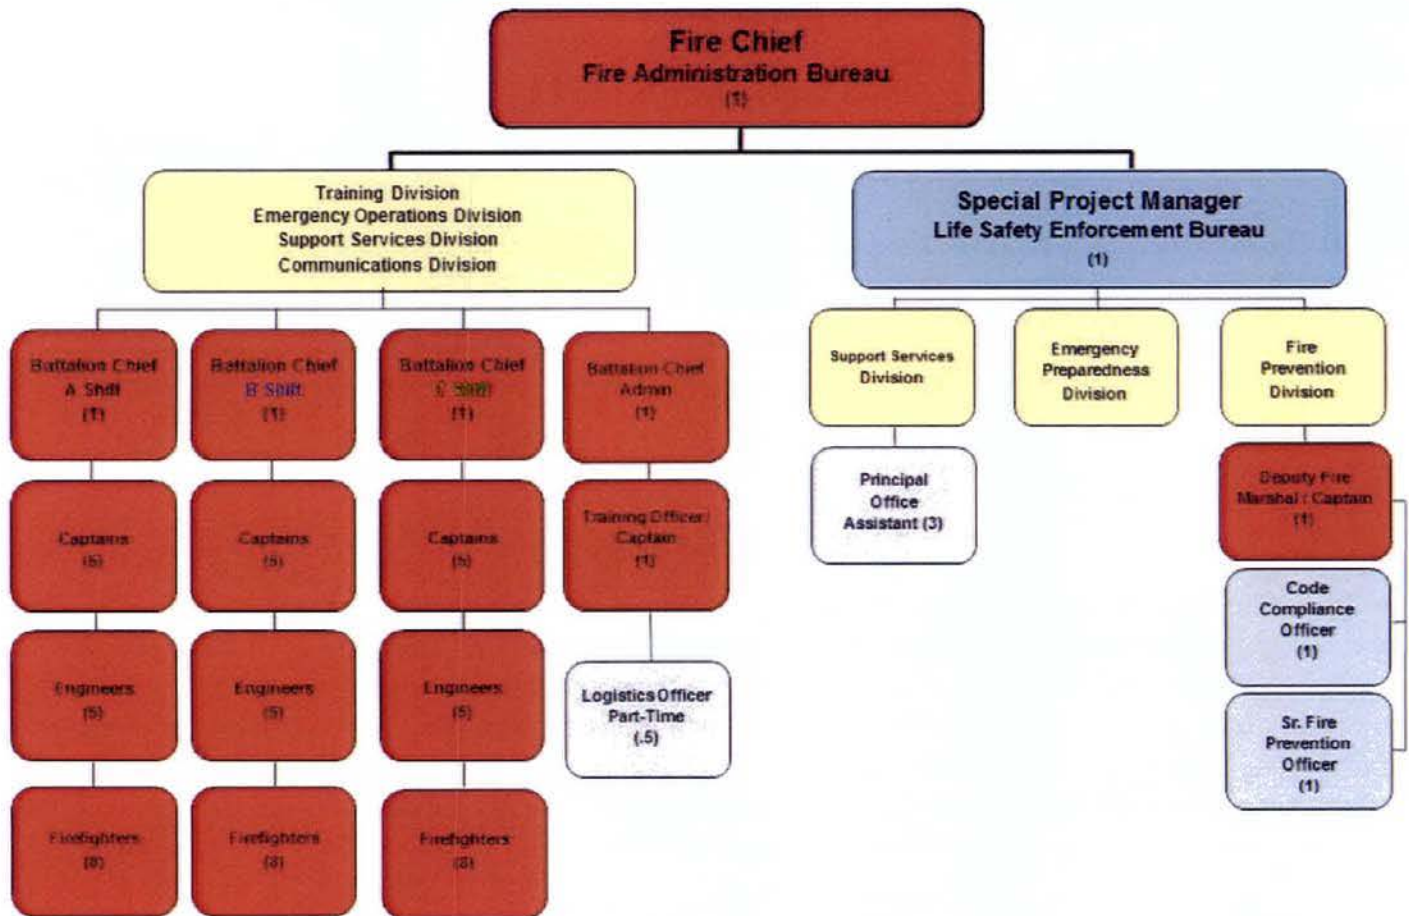 Fire Chief
Fire Administration Bureau
(1)
Training Division
Emergency Operations Division
Support Services Division
Communications Division
Special Project Manager
Life Safety Enforcement Bureau
(1)
Battalion Chief
A Shift
(1)
Battalion Chief
B Shift
(1)
Battalion Chief
C Shift
(1)
Battalion Chief
Admin
(1)
Support Services
Division
Emergency
Preparedness
Division
Fire
Prevention
Division
Captains
(5)
Captains
(5)
Captains
(5)
Training Officer/
Captain
(1)
Principal
Office
Assistant (3)
Deputy Fire
Marshal / Captain
(1)
Engineers
(5)
Engineers
(5)
Engineers
(5)
Logistics Officer
Part-Time
(.5)
Code
Compliance
Officer
(1)
Sr. Fire
Prevention
Officer
(1)
Firefighters
(8)
Firefighters
(8)
Firefighters
(8)